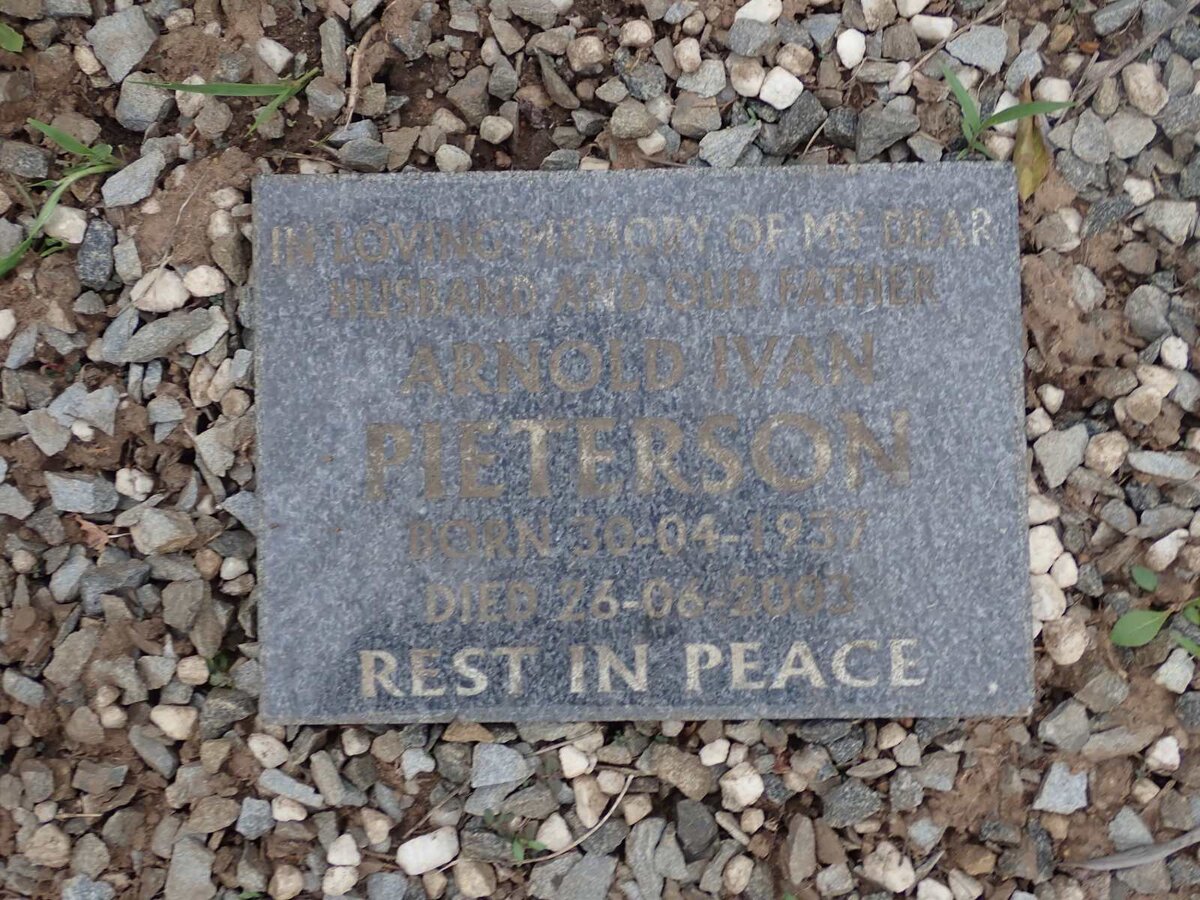 IN LOVING MEMORY OF MY DEAR
HUSBAND AND OUR FATHER
ARNOLD IVAN
PIETERSON
BORN 30-04-1937
DIED 26-06-2003
REST IN PEACE